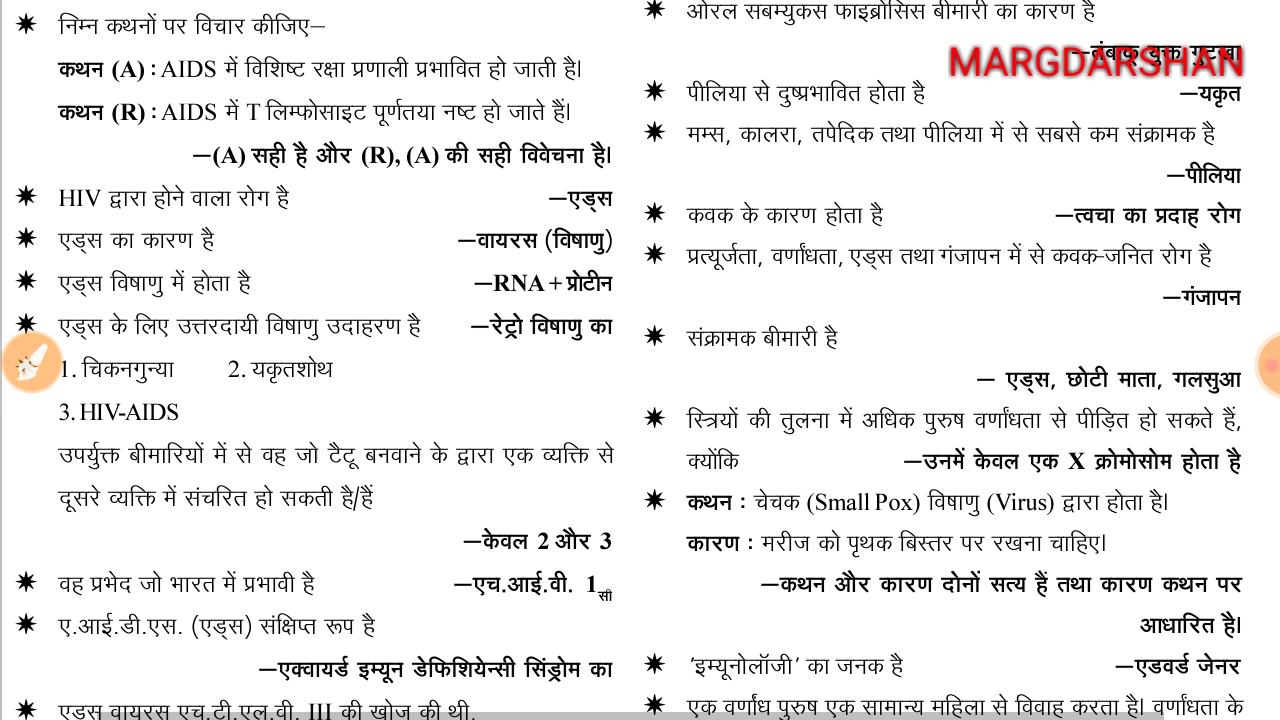 ✷ निम्न कथनों पर विचार कीजिए–
कथन (A) : AIDS में विशिष्ट रक्षा प्रणाली प्रभावित हो जाती है।
कथन (R) : AIDS में T लिम्फोसाइट पूर्णतया नष्ट हो जाते हैं।
–(A) सही है और (R), (A) की सही विवेचना है।
✷ HIV द्वारा होने वाला रोग है –एड्स
✷ एड्स का कारण है –वायरस (विषाणु)
✷ एड्स विषाणु में होता है –RNA + प्रोटीन
✷ एड्स के लिए उत्तरदायी विषाणु उदाहरण है –रेट्रो विषाणु का
1. चिकनगुन्या 2. यकृतशोथ
3. HIV-AIDS
उपर्युक्त बीमारियों में से वह जो टैटू बनवाने के द्वारा एक व्यक्ति से
दूसरे व्यक्ति में संचरित हो सकती है/हैं
–केवल 2 और 3
✷ वह प्रभेद जो भारत में प्रभावी है –एच.आई.वी. 1सी
✷ ए.आई.डी.एस. (एड्स) संक्षिप्त रूप है
–एक्वायर्ड इम्यून डेफिशियेन्सी सिंड्रोम का
✷ एड्स वायरस एच.टी.एल.वी. III की खोज की थी.
✷ ओरल सबम्युकस फाइब्रोसिस बीमारी का कारण है
–तंबाकू युक्त गुटखा
MARGDARSHAN
✷ पीलिया से दुष्प्रभावित होता है –यकृत
✷ मम्स, कालरा, तपेदिक तथा पीलिया में से सबसे कम संक्रामक है
–पीलिया
✷ कवक के कारण होता है –त्वचा का प्रदाह रोग
✷ प्रत्यूर्जता, वर्णांधता, एड्स तथा गंजापन में से कवक-जनित रोग है
–गंजापन
✷ संक्रामक बीमारी है
– एड्स, छोटी माता, गलसुआ
✷ स्त्रियों की तुलना में अधिक पुरुष वर्णांधता से पीड़ित हो सकते हैं,
क्योंकि –उनमें केवल एक X क्रोमोसोम होता है
✷ कथन : चेचक (Small Pox) विषाणु (Virus) द्वारा होता है।
कारण : मरीज को पृथक बिस्तर पर रखना चाहिए।
–कथन और कारण दोनों सत्य हैं तथा कारण कथन पर
आधारित है।
✷ 'इम्यूनोलॉजी' का जनक है –एडवर्ड जेनर
✷ एक वर्णांध पुरुष एक सामान्य महिला से विवाह करता है। वर्णांधता के